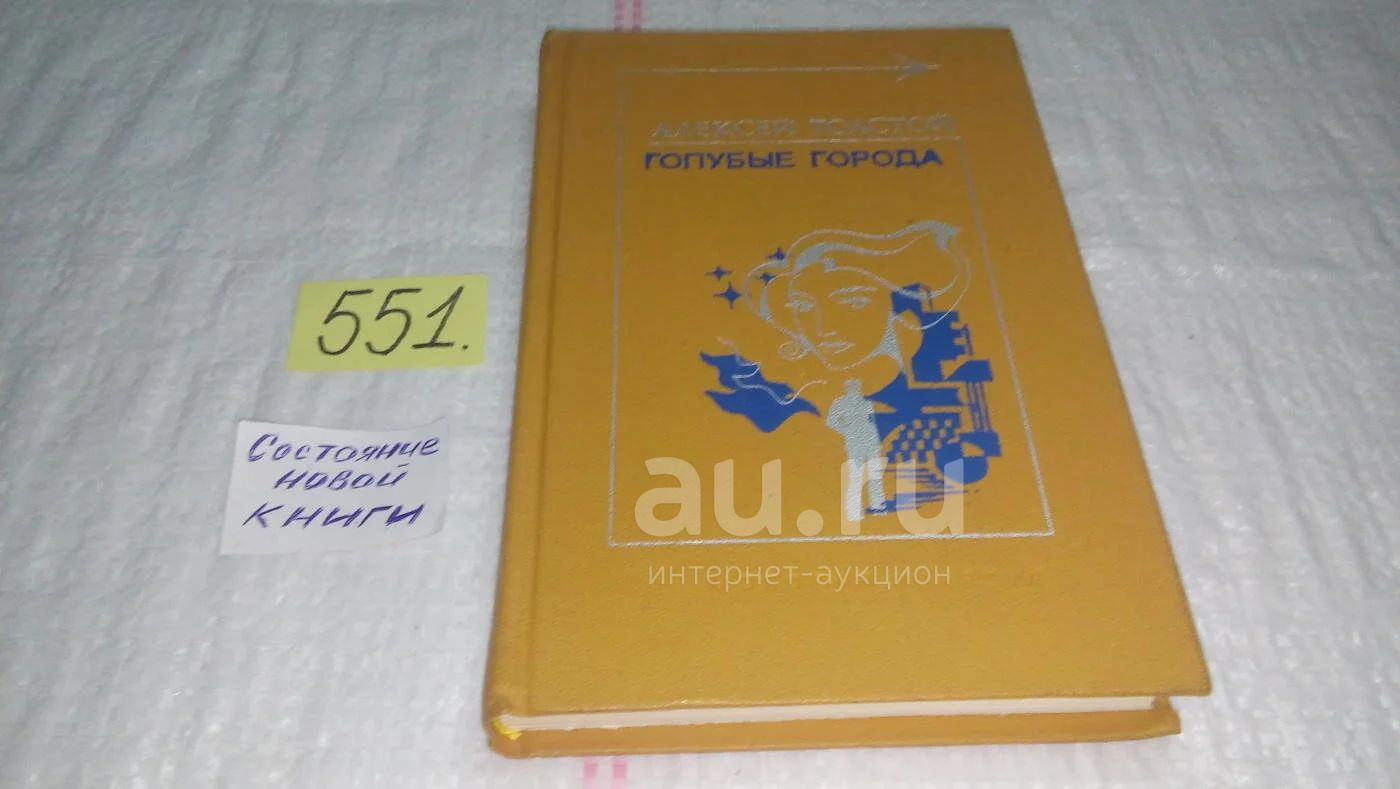 АЛЕКСЕЙ ТОЛСТОЙ
ГОЛУБЫЕ ГОРОДА
551.
Состояние
новой
книги
au.ru
интернет-аукцион